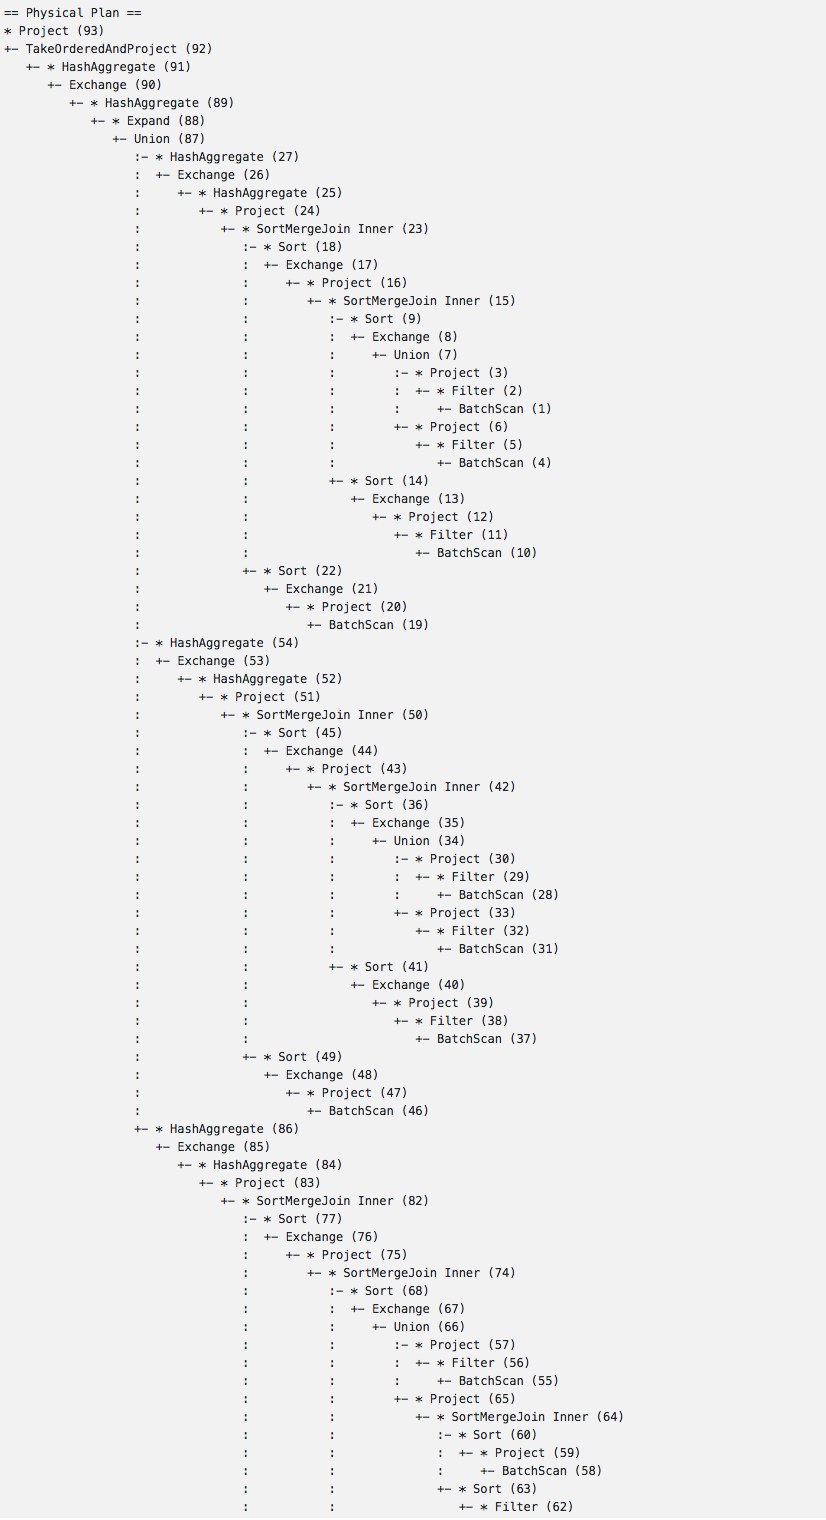 == Physical Plan ==
* Project (93)
+- TakeOrderedAndProject (92)
   +- * HashAggregate (91)
      +- Exchange (90)
         +- * HashAggregate (89)
            +- * Expand (88)
               +- Union (87)
                  :- * HashAggregate (27)
                  :  +- Exchange (26)
                  :     +- * HashAggregate (25)
                  :        +- * Project (24)
                  :           +- * SortMergeJoin Inner (23)
                  :              :- * Sort (18)
                  :              :  +- Exchange (17)
                  :              :     +- * Project (16)
                  :              :        +- * SortMergeJoin Inner (15)
                  :              :           :- * Sort (9)
                  :              :           :  +- Exchange (8)
                  :              :           :     +- Union (7)
                  :              :           :        :- * Project (3)
                  :              :           :        :  +- * Filter (2)
                  :              :           :        :     +- BatchScan (1)
                  :              :           :        +- * Project (6)
                  :              :           :           +- * Filter (5)
                  :              :           :              +- BatchScan (4)
                  :              :           +- * Sort (14)
                  :              :              +- Exchange (13)
                  :              :                 +- * Project (12)
                  :              :                    +- * Filter (11)
                  :              :                       +- BatchScan (10)
                  :              +- * Sort (22)
                  :                 +- Exchange (21)
                  :                    +- * Project (20)
                  :                       +- BatchScan (19)
                  :- * HashAggregate (54)
                  :  +- Exchange (53)
                  :     +- * HashAggregate (52)
                  :        +- * Project (51)
                  :           +- * SortMergeJoin Inner (50)
                  :              :- * Sort (45)
                  :              :  +- Exchange (44)
                  :              :     +- * Project (43)
                  :              :        +- * SortMergeJoin Inner (42)
                  :              :           :- * Sort (36)
                  :              :           :  +- Exchange (35)
                  :              :           :     +- Union (34)
                  :              :           :        :- * Project (30)
                  :              :           :        :  +- * Filter (29)
                  :              :           :        :     +- BatchScan (28)
                  :              :           :        +- * Project (33)
                  :              :           :           +- * Filter (32)
                  :              :           :              +- BatchScan (31)
                  :              :           +- * Sort (41)
                  :              :              +- Exchange (40)
                  :              :                 +- * Project (39)
                  :              :                    +- * Filter (38)
                  :              :                       +- BatchScan (37)
                  :              +- * Sort (49)
                  :                 +- Exchange (48)
                  :                    +- * Project (47)
                  :                       +- BatchScan (46)
                  +- * HashAggregate (86)
                     +- Exchange (85)
                        +- * HashAggregate (84)
                           +- * Project (83)
                              +- * SortMergeJoin Inner (82)
                                 :- * Sort (77)
                                 :  +- Exchange (76)
                                 :     +- * Project (75)
                                 :        +- * SortMergeJoin Inner (74)
                                 :           :- * Sort (68)
                                 :           :  +- Exchange (67)
                                 :           :     +- Union (66)
                                 :           :        :- * Project (57)
                                 :           :        :  +- * Filter (56)
                                 :           :        :     +- BatchScan (55)
                                 :           :        +- * Project (65)
                                 :           :           +- * SortMergeJoin Inner (64)
                                 :           :              :- * Sort (60)
                                 :           :              :  +- * Project (59)
                                 :           :              :     +- BatchScan (58)
                                 :           :              +- * Sort (63)
                                 :           :                 +- * Filter (62)